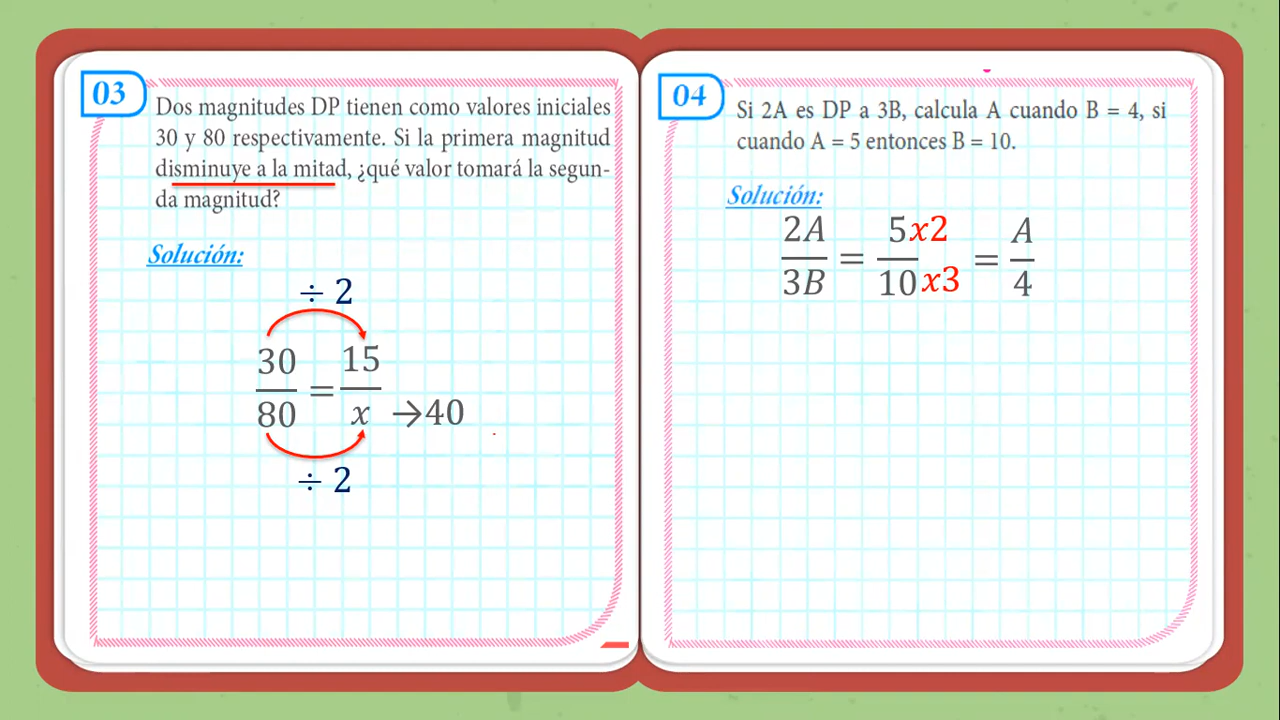 03
Dos magnitudes DP tienen como valores iniciales
30 y 80 respectivamente. Si la primera magnitud
disminuye a la mitad, ¿qué valor tomará la segun-
da magnitud?
Solución:
÷ 2
30/80 = 15/x →40
÷ 2
04
Si 2A es DP a 3B, calcula A cuando B = 4, si
cuando A = 5 entonces B = 10.
Solución:
2A/3B = 5x2/10x3 = A/4